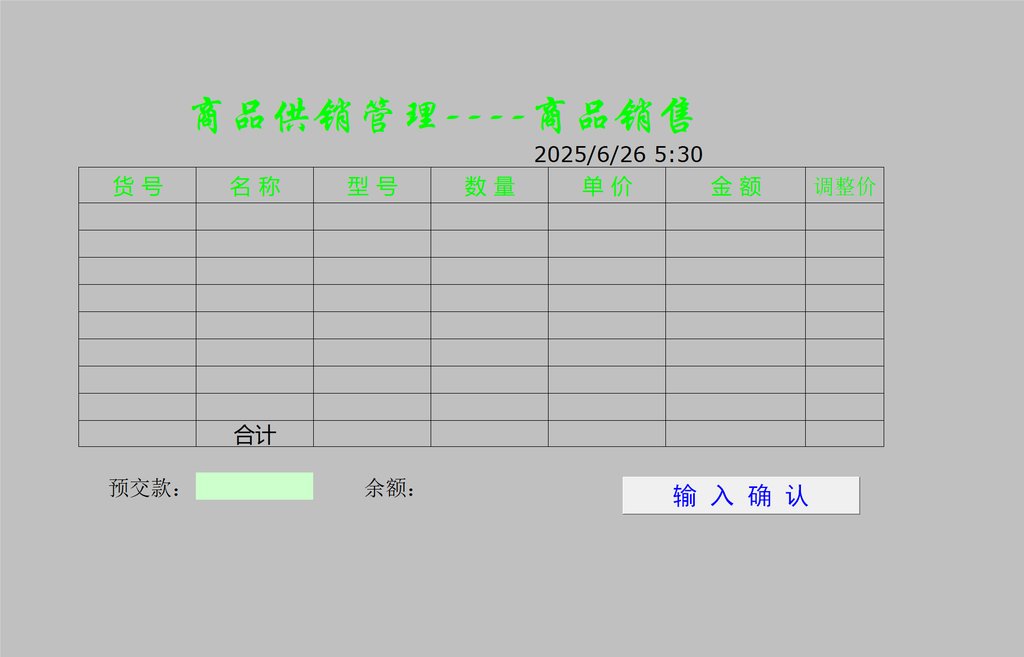 商品供销管理----商品销售
2025/6/26 5:30
货号 名称 型号 数量 单价 金额 调整价
合计
预交款： 余额： 输入确认